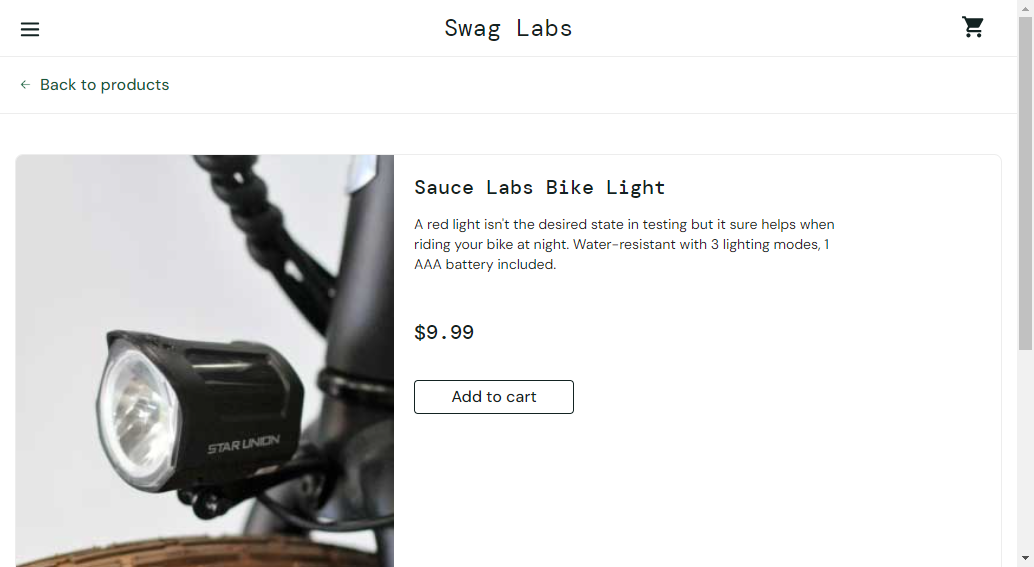 Swag Labs
Back to products
Sauce Labs Bike Light
A red light isn't the desired state in testing but it sure helps when
riding your bike at night. Water-resistant with 3 lighting modes, 1
AAA battery included.
$9.99
Add to cart
STAR UNION